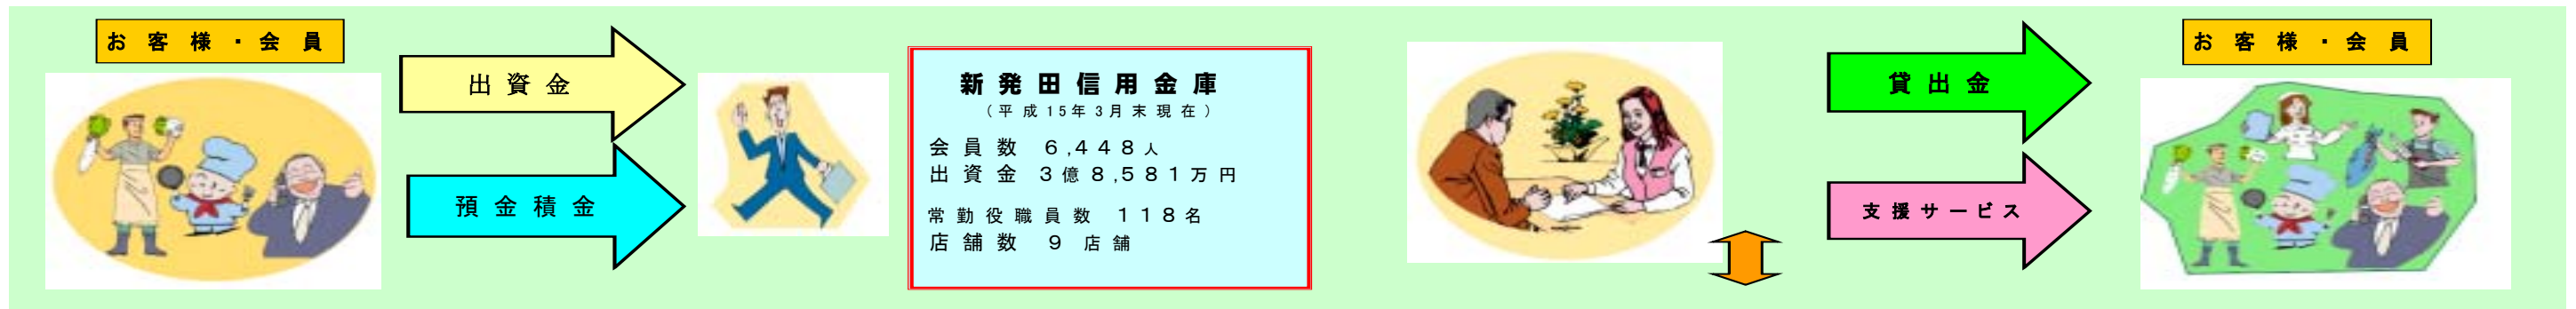 お客様・会員
出資金
預金積金
新発田信用金庫
(平成15年3月末現在)
会員数 6,448人
出資金 3億8,581万円
常勤役職員数 118名
店舗数 9 店舗
貸出金
支援サービス
お客様・会員